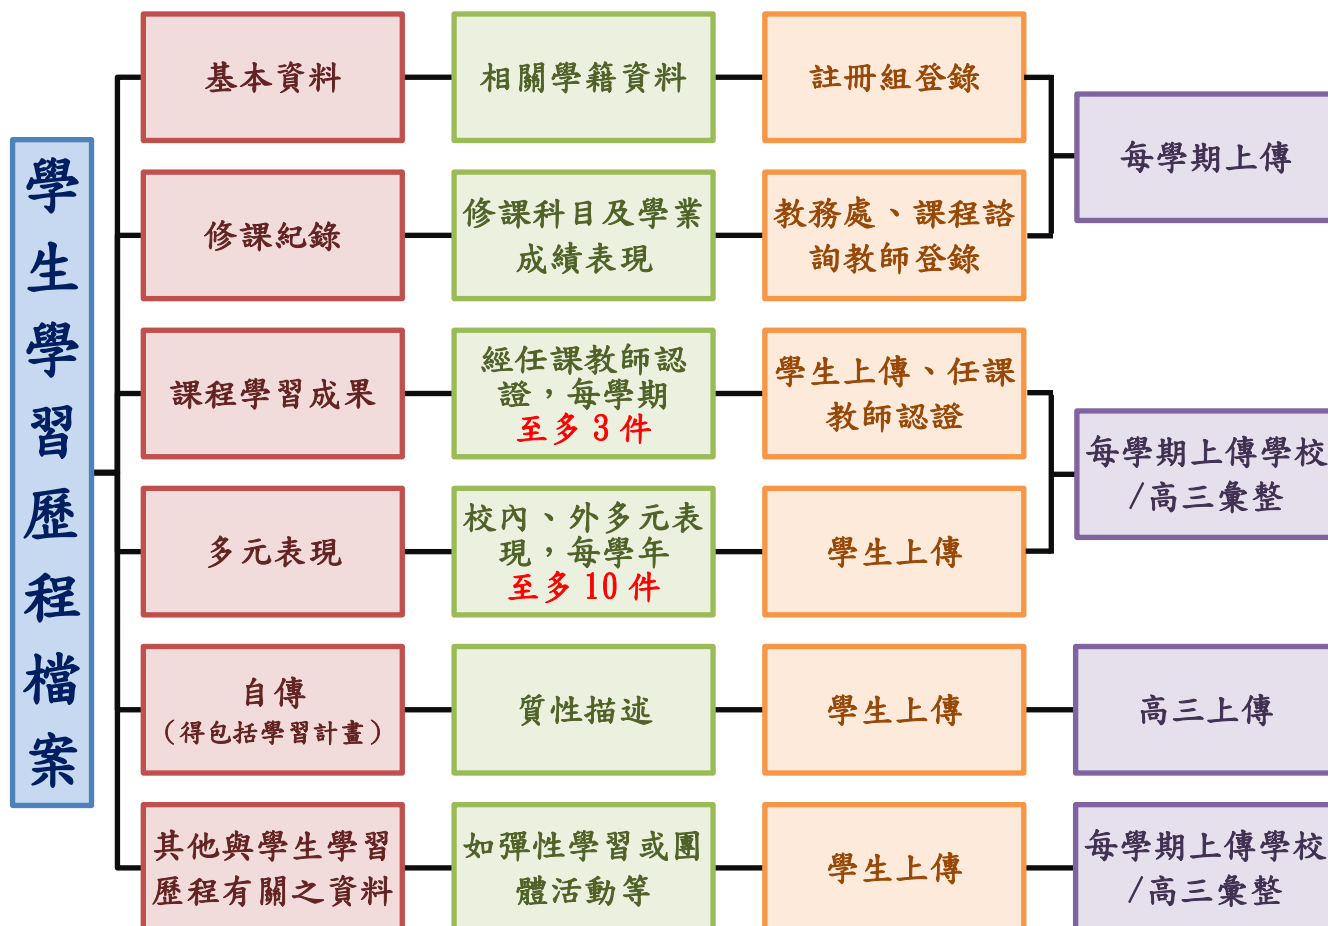 學生學習歷程檔案
基本資料
相關學籍資料
註冊組登錄
每學期上傳
修課紀錄
修課科目及學業
成績表現
教務處、課程諮
詢教師登錄
課程學習成果
經任課教師認
證，每學期
至多 3 件
學生上傳、任課
教師認證
每學期上傳學校
/高三彙整
多元表現
校內、外多元表
現，每學年
至多 10 件
學生上傳
自傳
（得包括學習計畫）
質性描述
學生上傳
高三上傳
其他與學生學習
歷程有關之資料
如彈性學習或團
體活動等
學生上傳
每學期上傳學校
/高三彙整